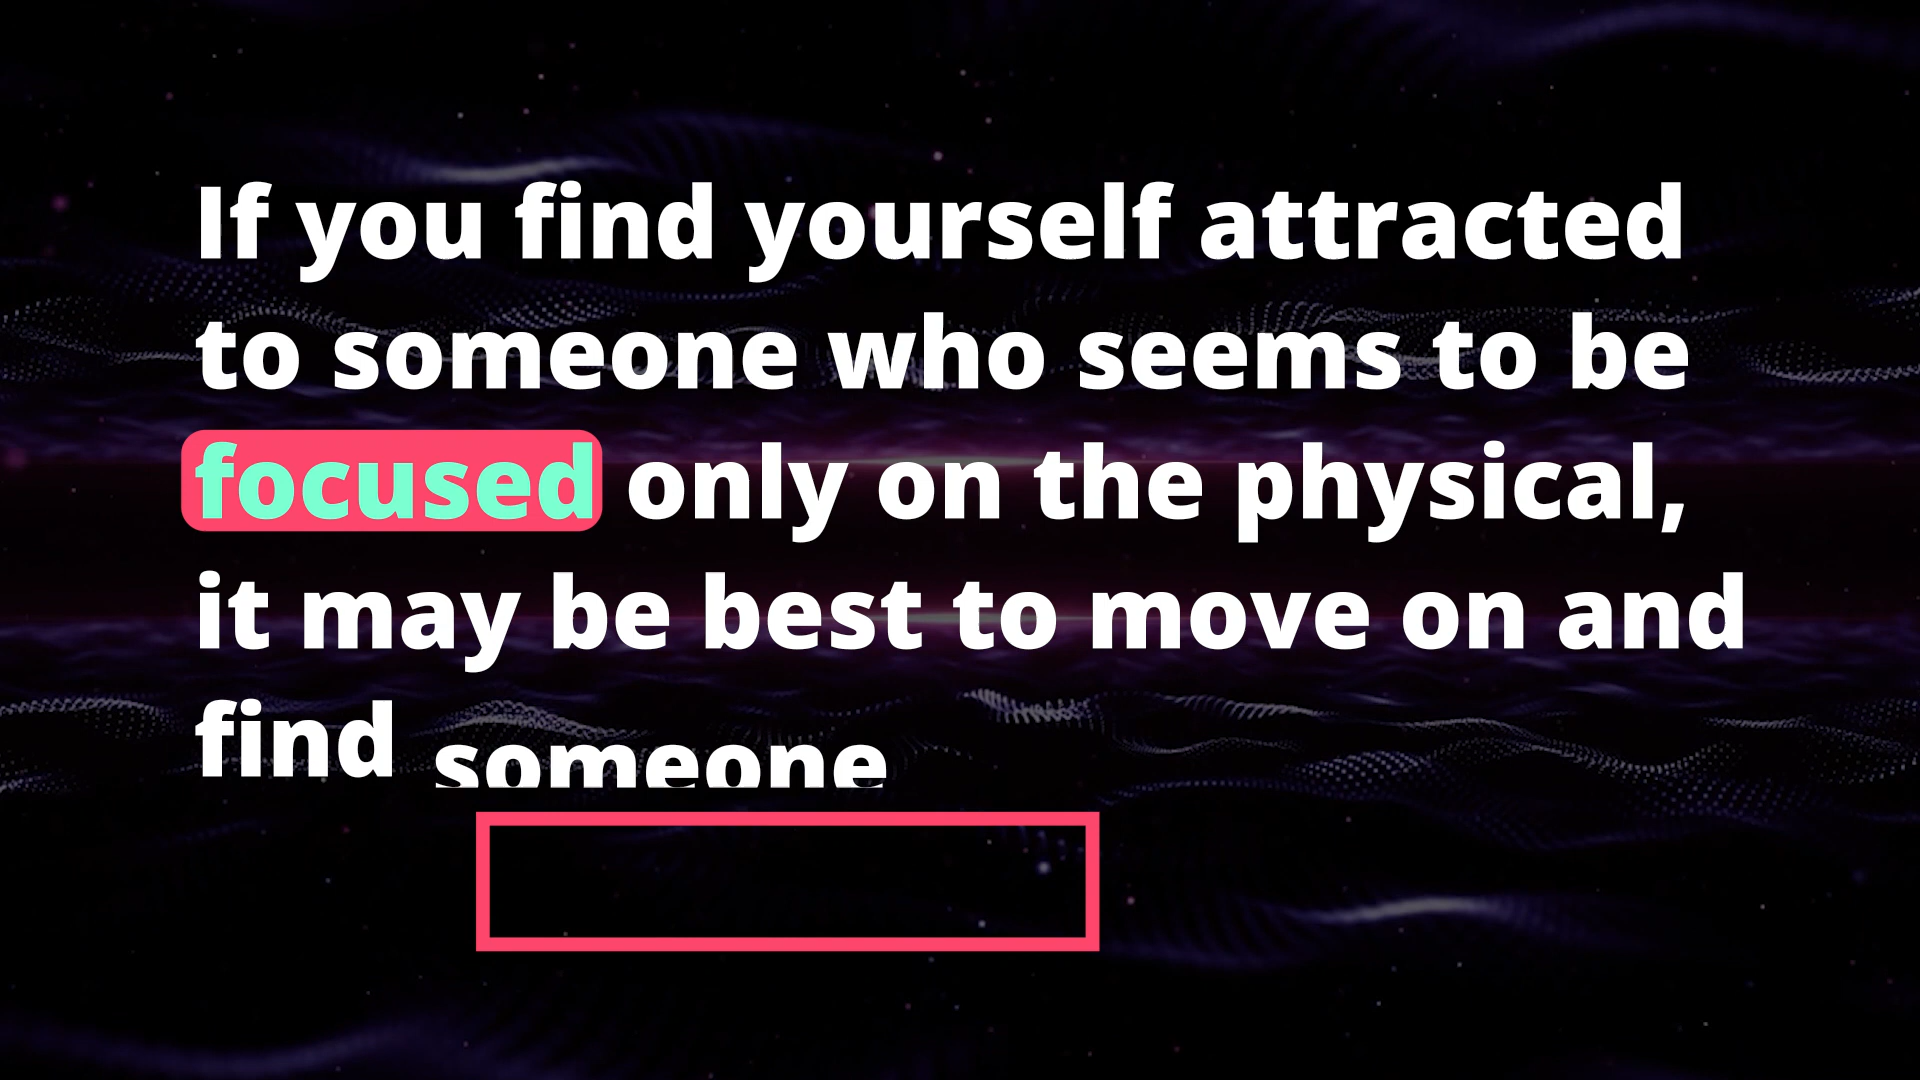 If you find yourself attracted
to someone who seems to be
focused only on the physical,
it may be best to move on and
find someone